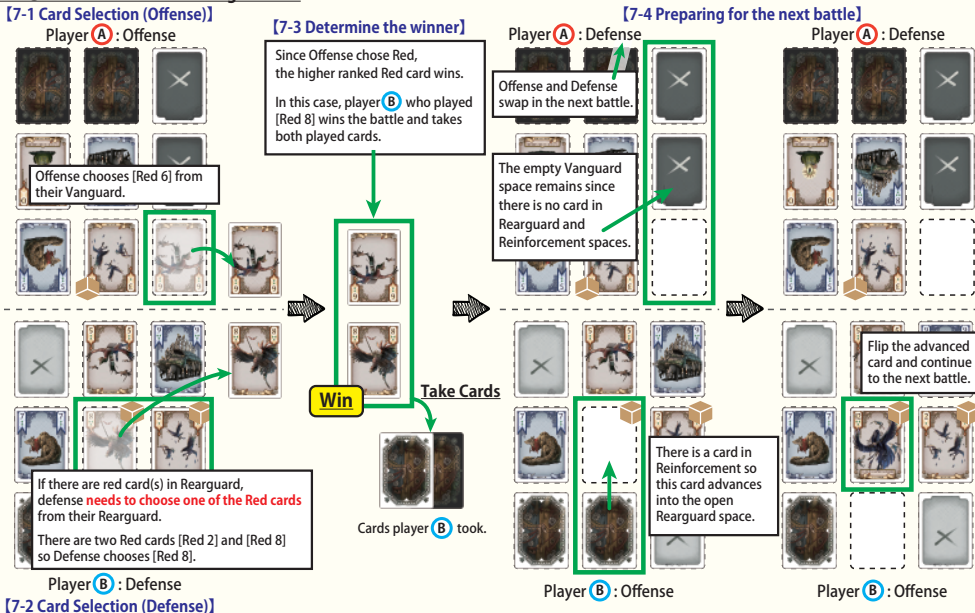 【7-1 Card Selection (Offense)】
Player A : Offense
Offense chooses [Red 6] from
their Vanguard.
If there are red card(s) in Rearguard,
defense needs to choose one of the Red cards
from their Rearguard.
There are two Red cards [Red 2] and [Red 8]
so Defense chooses [Red 8].
Player B : Defense
【7-2 Card Selection (Defense)】
【7-3 Determine the winner】
Since Offense chose Red,
the higher ranked Red card wins.
In this case, player B who played
[Red 8] wins the battle and takes
both played cards.
Win
Take Cards
Cards player B took.
【7-4 Preparing for the next battle】
Player A : Defense
Offense and Defense
swap in the next battle.
The empty Vanguard
space remains since
there is no card in
Rearguard and
Reinforcement spaces.
There is a card in
Reinforcement so
this card advances
into the open
Rearguard space.
Player B : Offense
Player A : Defense
Flip the advanced
card and continue
to the next battle.
Player B : Offense